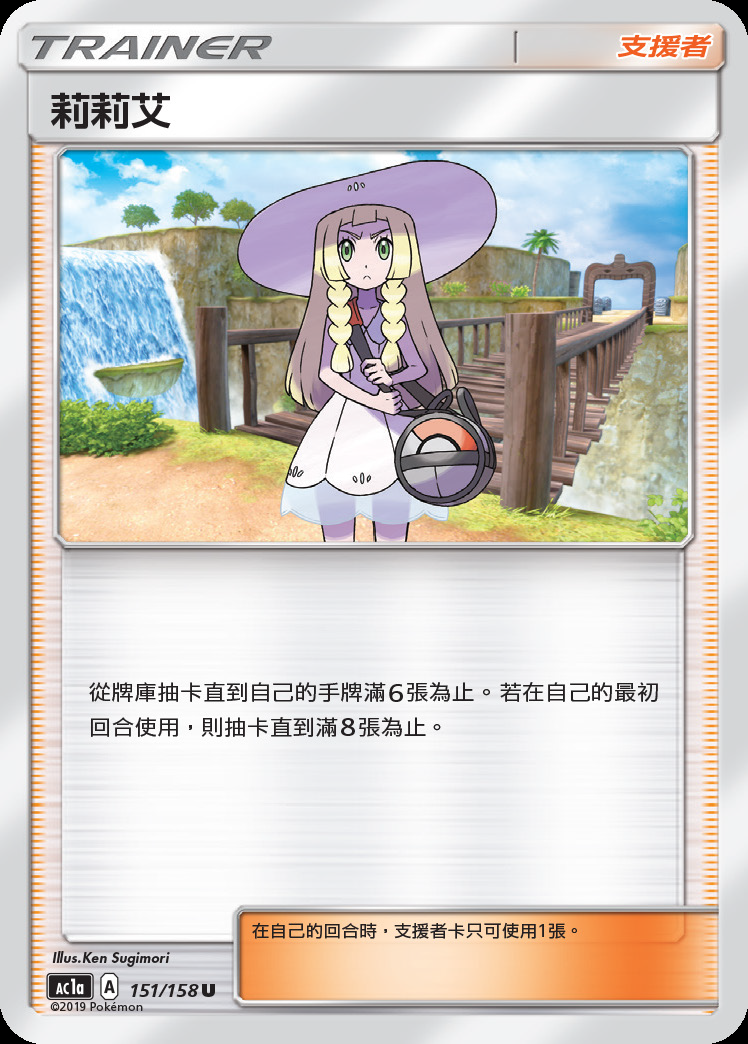 TRAINER
支援者
莉莉艾
從牌庫抽卡直到自己的手牌滿6張為止。若在自己的最初
回合使用,則抽卡直到滿8張為止。
在自己的回合時,支援者卡只可使用1張。
Illus.Ken Sugimori
AC1a A 151/158 U
©2019 Pokémon